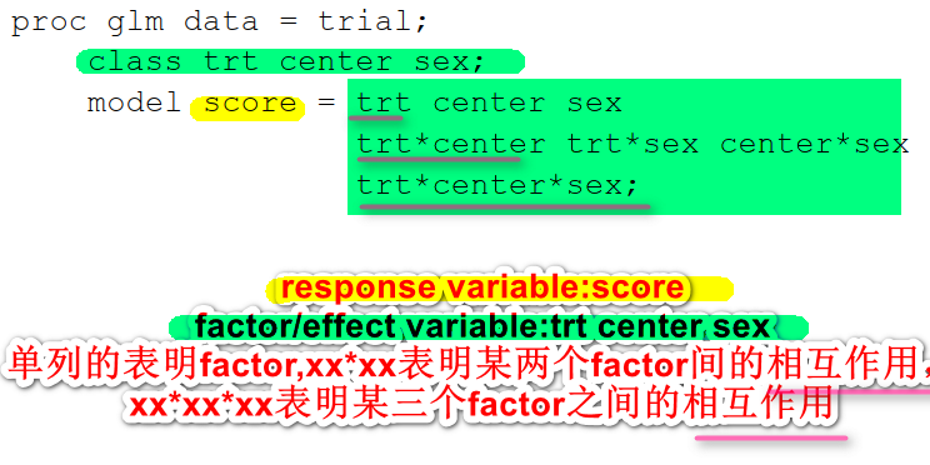 proc glm data = trial;
class trt center sex;
model score = trt center sex
trt*center trt*sex center*sex
trt*center*sex;
response variable:score
factor/effect variable:trt center sex
单列的表明factor,xx*xx表明某两个factor间的相互作用，
xx*xx*xx表明某三个factor之间的相互作用